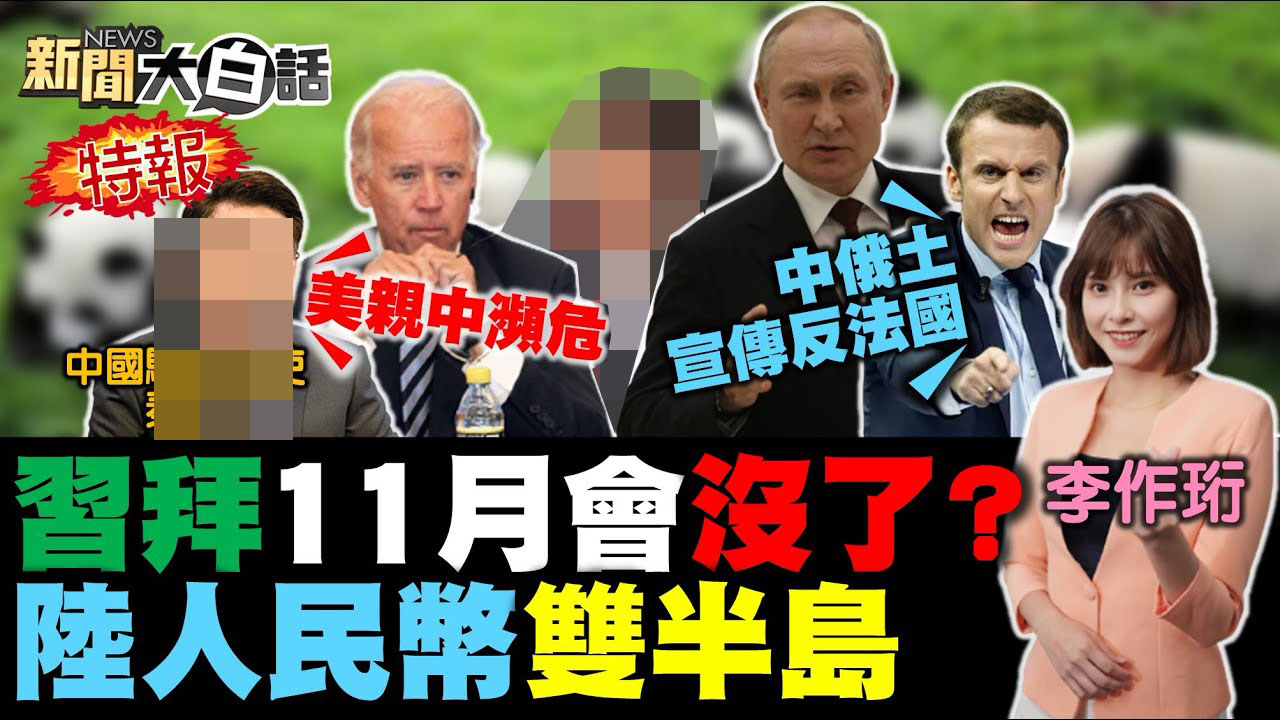 NEWS
新聞大白話
特報
美親中瀕危
中俄土
宣傳反法國
中國
李作珩
習拜11月會沒了？
陸人民幣雙半島